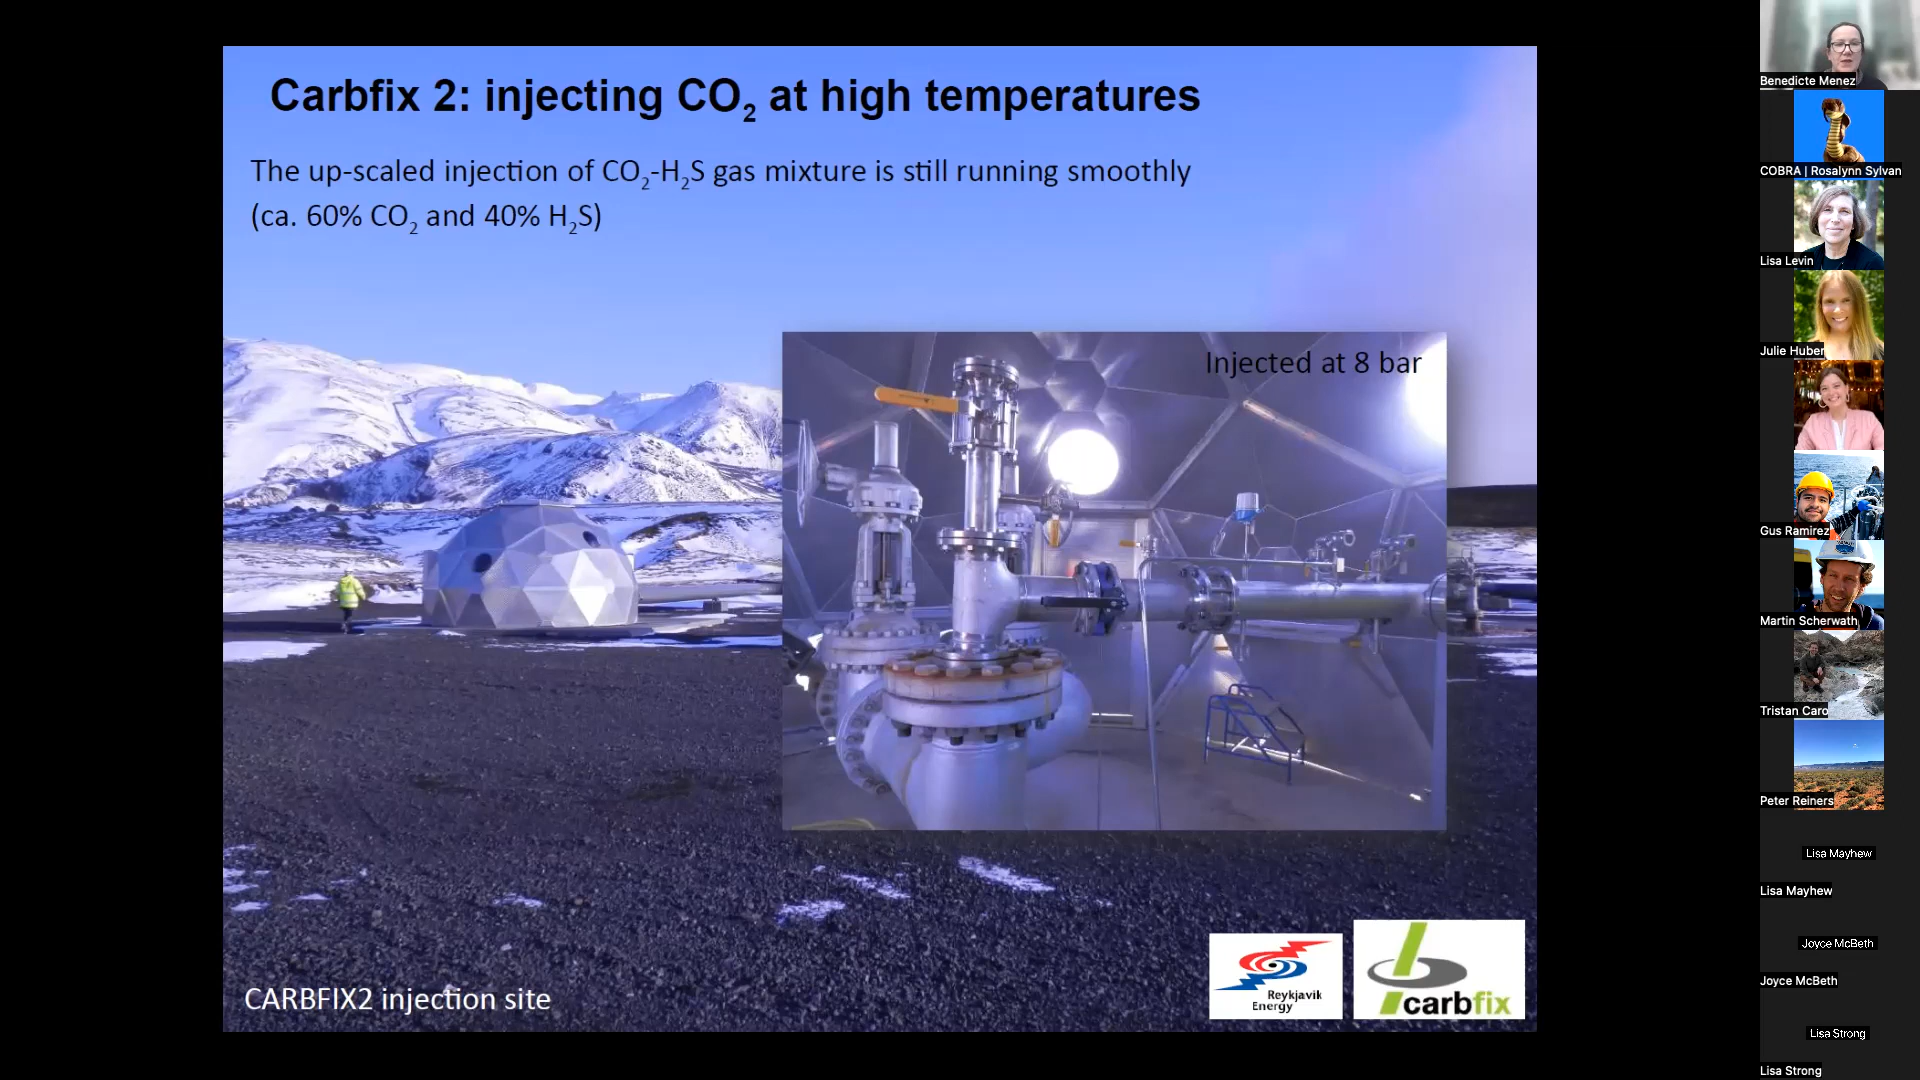 Carbfix 2: injecting CO₂ at high temperatures
The up-scaled injection of CO₂-H₂S gas mixture is still running smoothly
(ca. 60% CO₂ and 40% H₂S)
Injected at 8 bar
CARBFIX2 injection site
Reykjavik
Energy
carbfix
Benedicte Menez
COBRA | Rosalynn Sylvan
Lisa Levin
Julie Huber
Gus Ramirez
Martin Scherwath
Tristan Caro
Peter Reiners
Lisa Mayhew
Lisa Mayhew
Joyce McBeth
Joyce McBeth
Lisa Strong
Lisa Strong